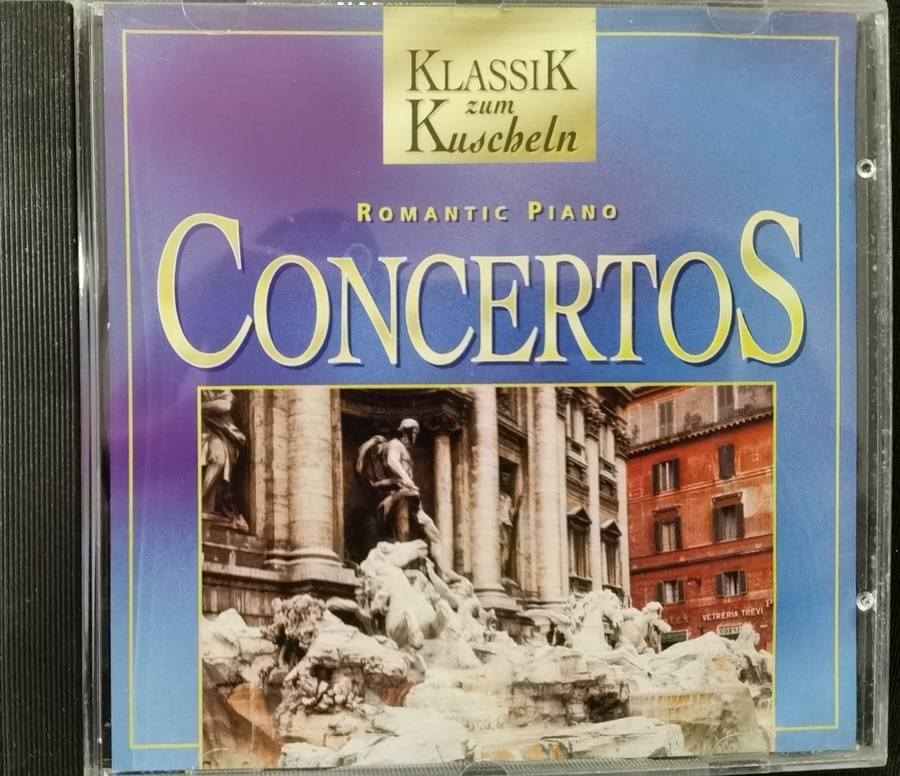 KLASSIK
zum
Kuscheln
ROMANTIC PIANO
CONCERTOS
VETRERIA TREVI